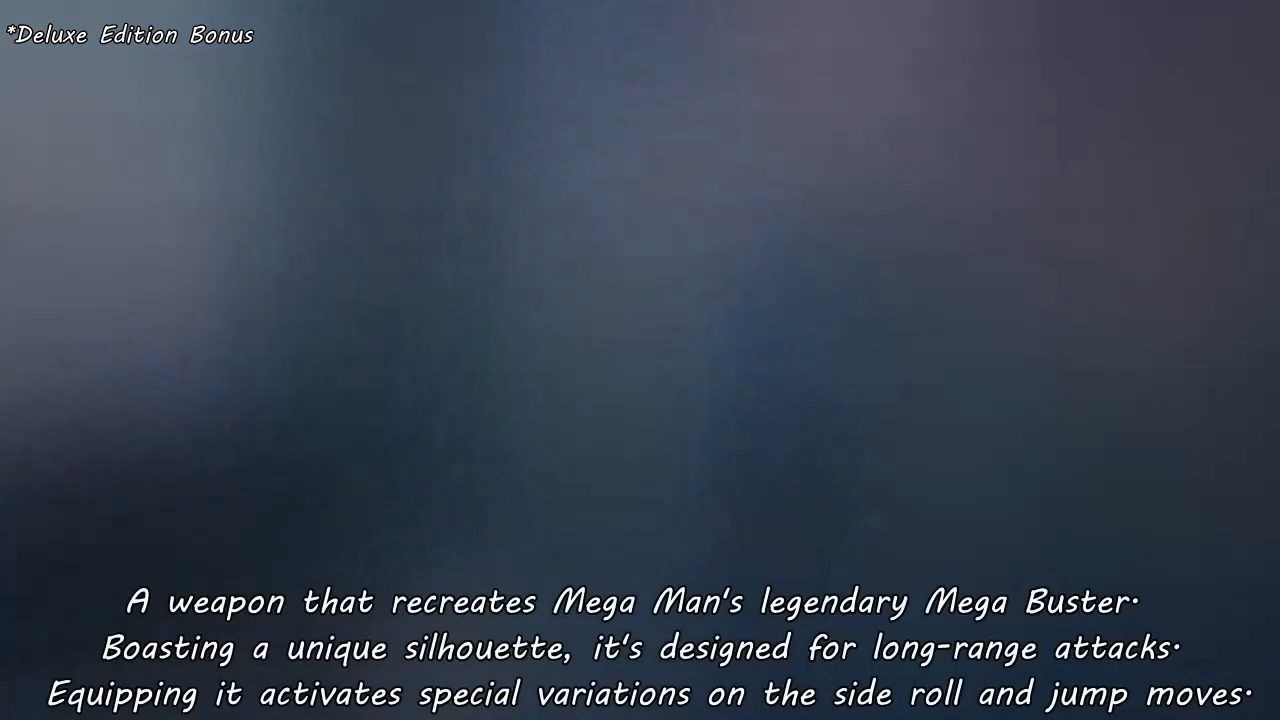 *Deluxe Edition Bonus
A weapon that recreates Mega Man's legendary Mega Buster.
Boasting a unique silhouette, it's designed for long-range attacks.
Equipping it activates special variations on the side roll and jump moves.